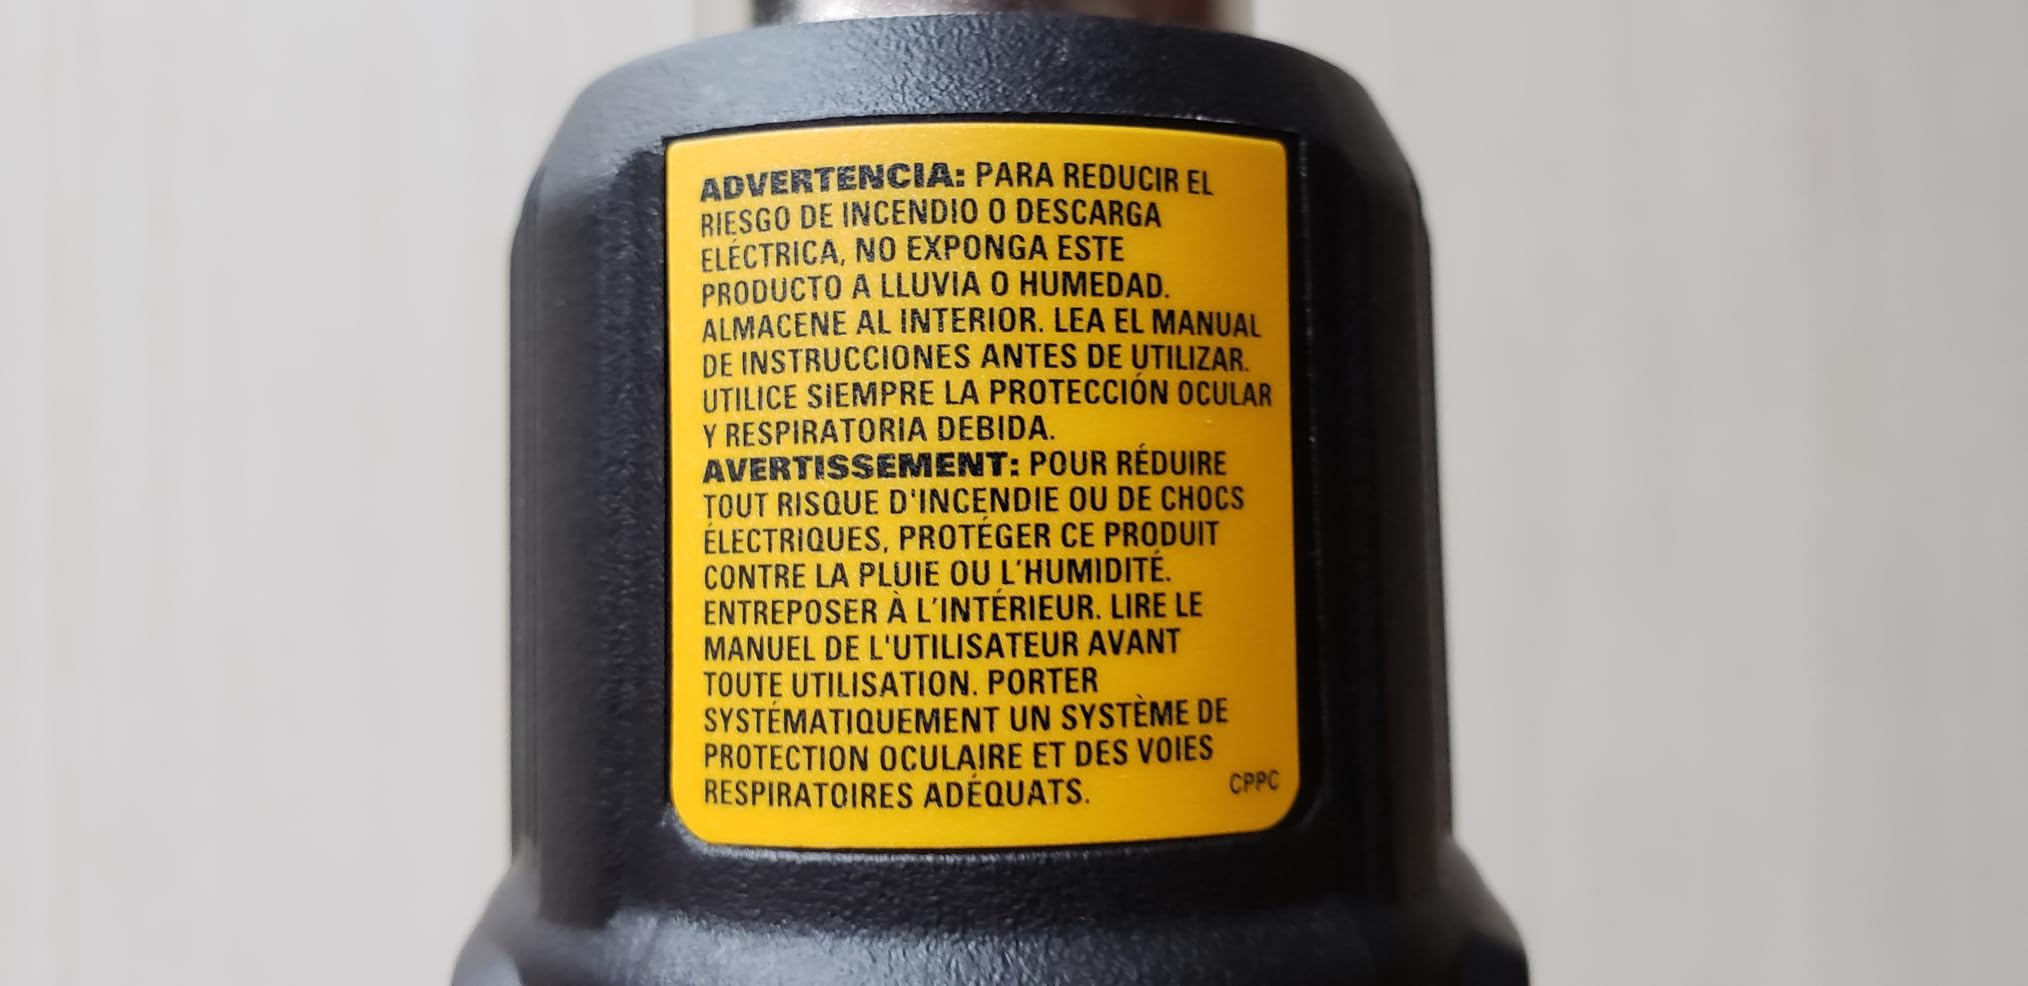 ADVERTENCIA: PARA REDUCIR EL
RIESGO DE INCENDIO O DESCARGA
ELÉCTRICA, NO EXPONGA ESTE
PRODUCTO A LLUVIA O HUMEDAD.
ALMACENE AL INTERIOR. LEA EL MANUAL
DE INSTRUCCIONES ANTES DE UTILIZAR.
UTILICE SIEMPRE LA PROTECCIÓN OCULAR
Y RESPIRATORIA DEBIDA.
AVERTISSEMENT: POUR RÉDUIRE
TOUT RISQUE D'INCENDIE OU DE CHOCS
ÉLECTRIQUES, PROTÉGER CE PRODUIT
CONTRE LA PLUIE OU L'HUMIDITÉ.
ENTREPOSER À L'INTÉRIEUR. LIRE LE
MANUEL DE L'UTILISATEUR AVANT
TOUTE UTILISATION. PORTER
SYSTÉMATIQUEMENT UN SYSTÈME DE
PROTECTION OCULAIRE ET DES VOIES
RESPIRATOIRES ADÉQUATS.
CPPC